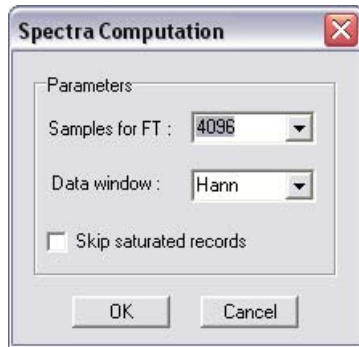 Spectra Computation
Parameters
Samples for FT : 4096
Data window : Hann
Skip saturated records
OK Cancel